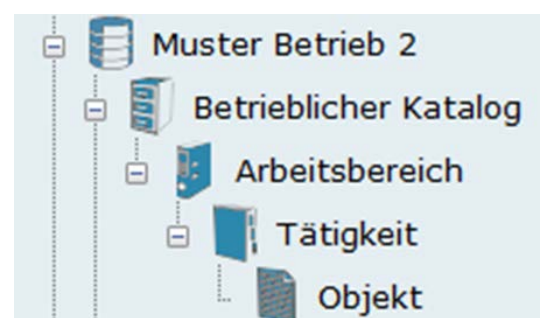 Muster Betrieb 2
Betrieblicher Katalog
Arbeitsbereich
Tätigkeit
Objekt